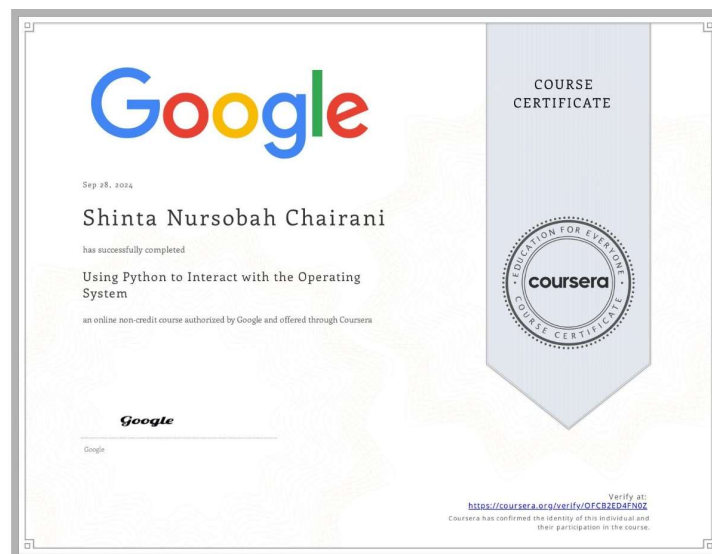 Google
COURSE
CERTIFICATE
Sep 28, 2024
Shinta Nursobah Chairani
has successfully completed
Using Python to Interact with the Operating
System
an online non-credit course authorized by Google and offered through Coursera
EDUCATION FOR EVERYONE
coursera
COURSE CERTIFICATE
Google
Google
Verify at:
https://coursera.org/verify/OFCB2ED4FN0Z
Coursera has confirmed the identity of this individual and
their participation in the course.